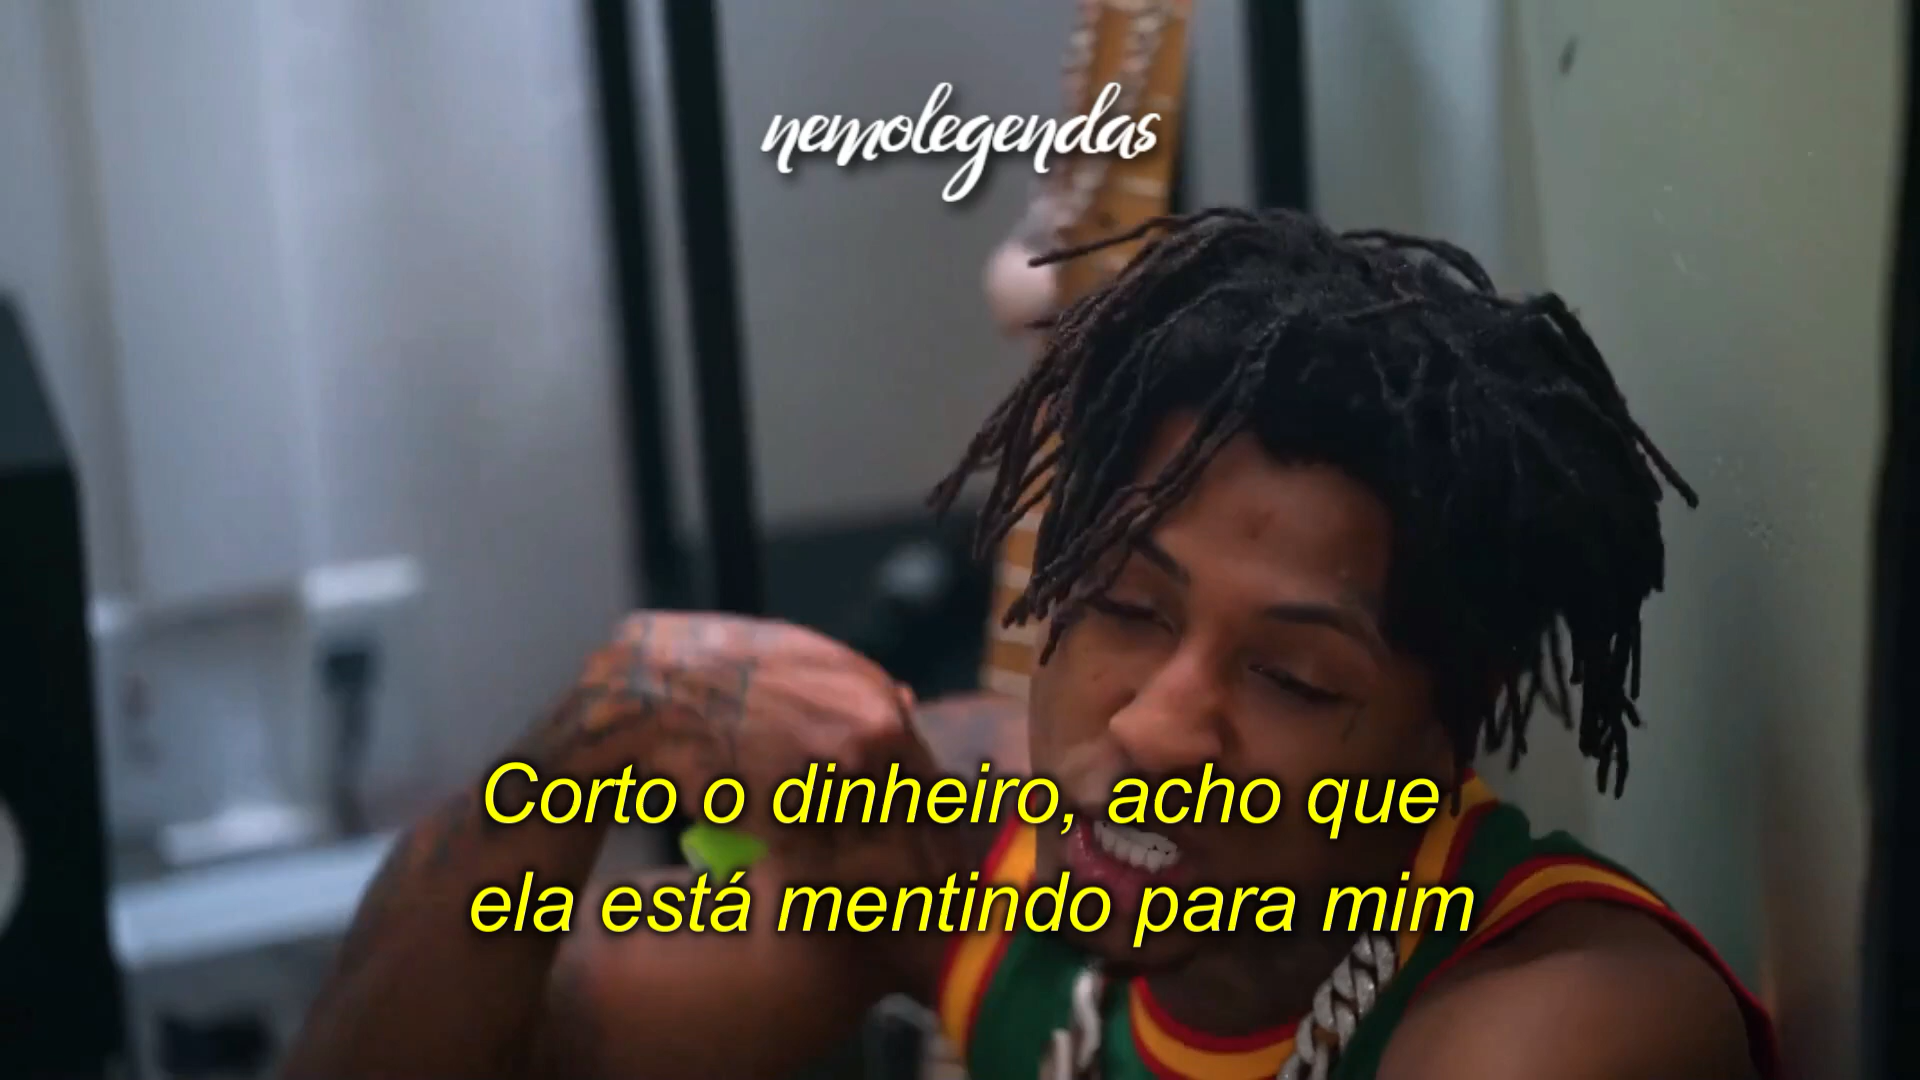 nemolegendas
Corto o dinheiro, acho que
ela está mentindo para mim